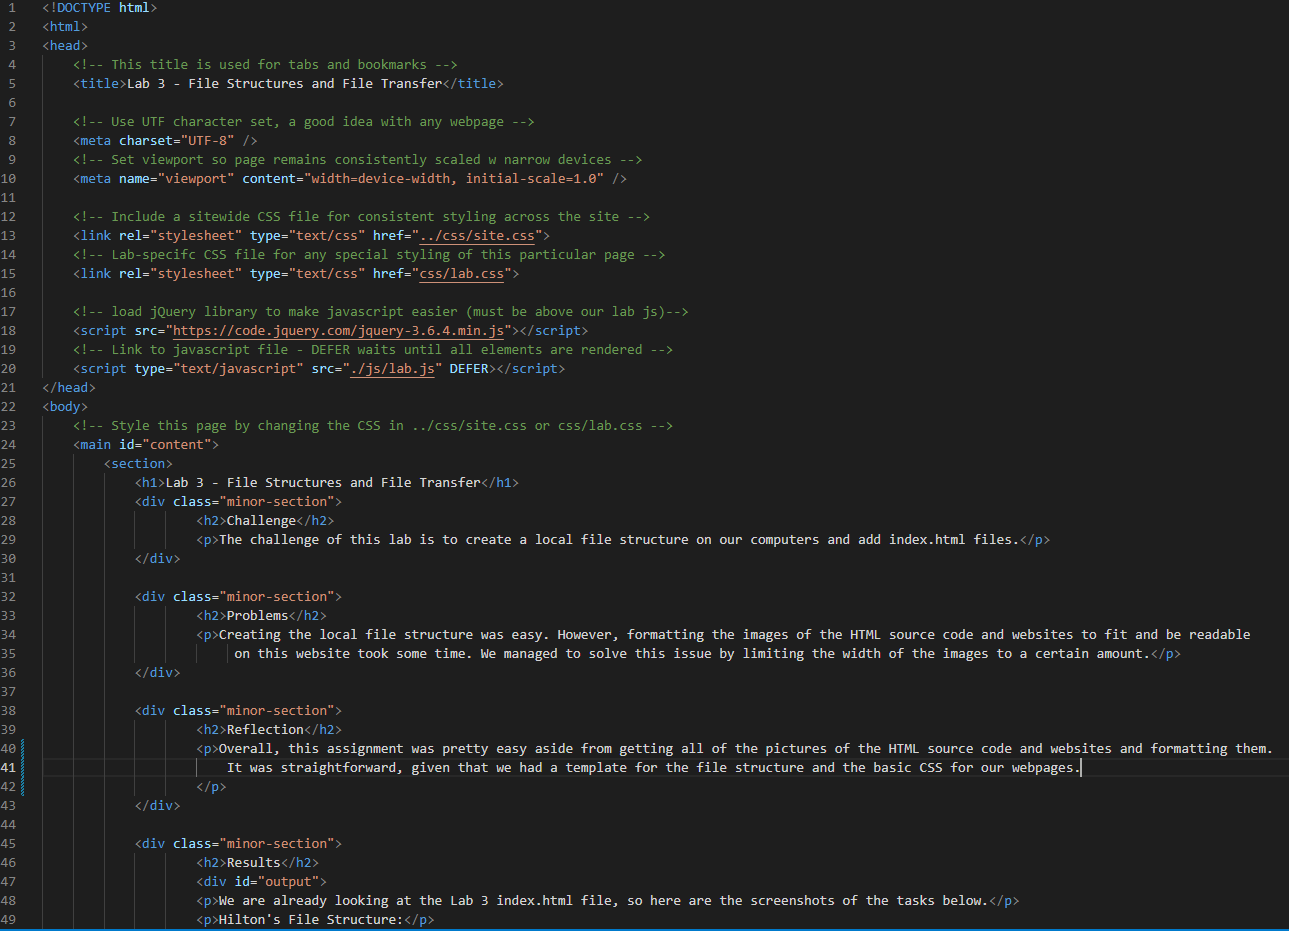 1 <!DOCTYPE html>
2 <html>
3 <head>
4 <!-- This title is used for tabs and bookmarks -->
5 <title>Lab 3 - File Structures and File Transfer</title>
6
7 <!-- Use UTF character set, a good idea with any webpage -->
8 <meta charset="UTF-8" />
9 <!-- Set viewport so page remains consistently scaled w narrow devices -->
10 <meta name="viewport" content="width=device-width, initial-scale=1.0" />
11
12 <!-- Include a sitewide CSS file for consistent styling across the site -->
13 <link rel="stylesheet" type="text/css" href="../css/site.css">
14 <!-- Lab-specifc CSS file for any special styling of this particular page -->
15 <link rel="stylesheet" type="text/css" href="css/lab.css">
16
17 <!-- load jQuery library to make javascript easier (must be above our lab js)-->
18 <script src="https://code.jquery.com/jquery-3.6.4.min.js"></script>
19 <!-- Link to javascript file - DEFER waits until all elements are rendered -->
20 <script type="text/javascript" src="./js/lab.js" DEFER></script>
21 </head>
22 <body>
23 <!-- Style this page by changing the CSS in ../css/site.css or css/lab.css -->
24 <main id="content">
25 <section>
26 <h1>Lab 3 - File Structures and File Transfer</h1>
27 <div class="minor-section">
28 <h2>Challenge</h2>
29 <p>The challenge of this lab is to create a local file structure on our computers and add index.html files.</p>
30 </div>
31
32 <div class="minor-section">
33 <h2>Problems</h2>
34 <p>Creating the local file structure was easy. However, formatting the images of the HTML source code and websites to fit and be readable
35 on this website took some time. We managed to solve this issue by limiting the width of the images to a certain amount.</p>
36 </div>
37
38 <div class="minor-section">
39 <h2>Reflection</h2>
40 <p>Overall, this assignment was pretty easy aside from getting all of the pictures of the HTML source code and websites and formatting them.
41 It was straightforward, given that we had a template for the file structure and the basic CSS for our webpages.
42 </p>
43 </div>
44
45 <div class="minor-section">
46 <h2>Results</h2>
47 <div id="output">
48 <p>We are already looking at the Lab 3 index.html file, so here are the screenshots of the tasks below.</p>
49 <p>Hilton's File Structure:</p>